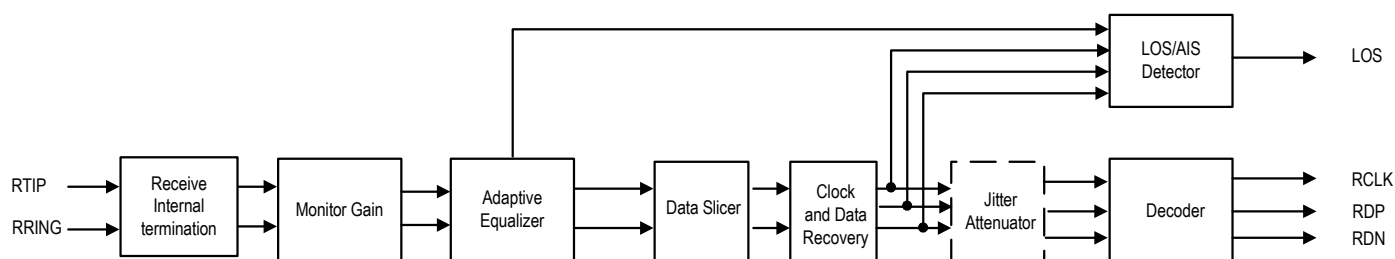 LOS/AIS
Detector
LOS
RTIP
RRING
Receive
Internal
termination
Monitor Gain
Adaptive
Equalizer
Data Slicer
Clock
and Data
Recovery
Jitter
Attenuator
Decoder
RCLK
RDP
RDN